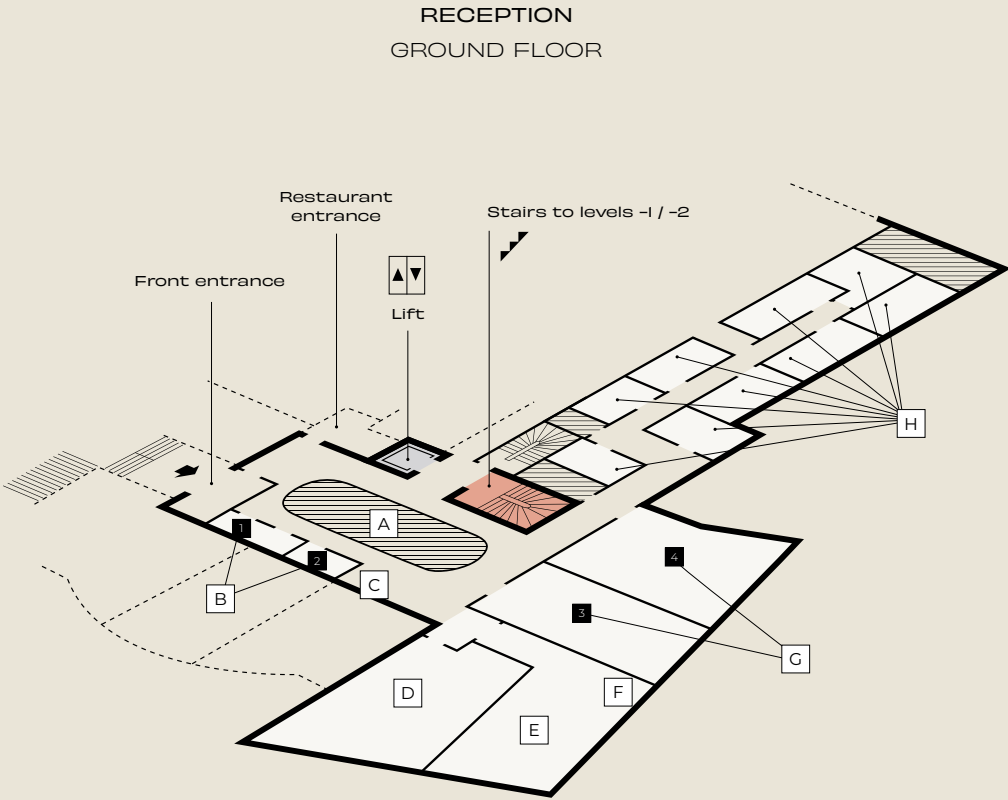 RECEPTION
GROUND FLOOR
Restaurant
entrance
Stairs to levels -1 / -2
Front entrance
Lift
H
A
1
2
B
C
4
3
G
D
F
E